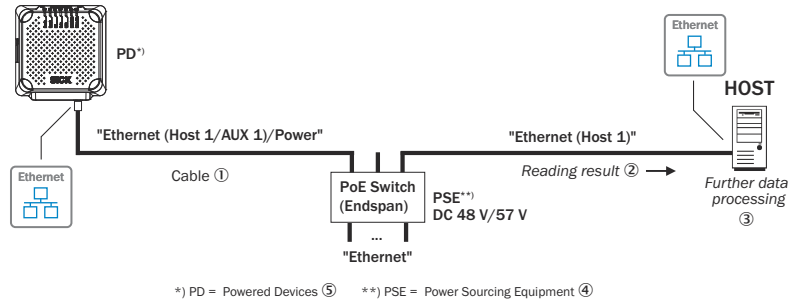 Ethernet
SICK
PD*)
HOST
"Ethernet (Host 1/AUX 1)/Power"
"Ethernet (Host 1)"
Ethernet
Cable ①
Reading result ②
PoE Switch
(Endspan)
PSE**)
DC 48 V/57 V
Further data
processing
③
...
"Ethernet"
*) PD = Powered Devices ⑤ **) PSE = Power Sourcing Equipment ④